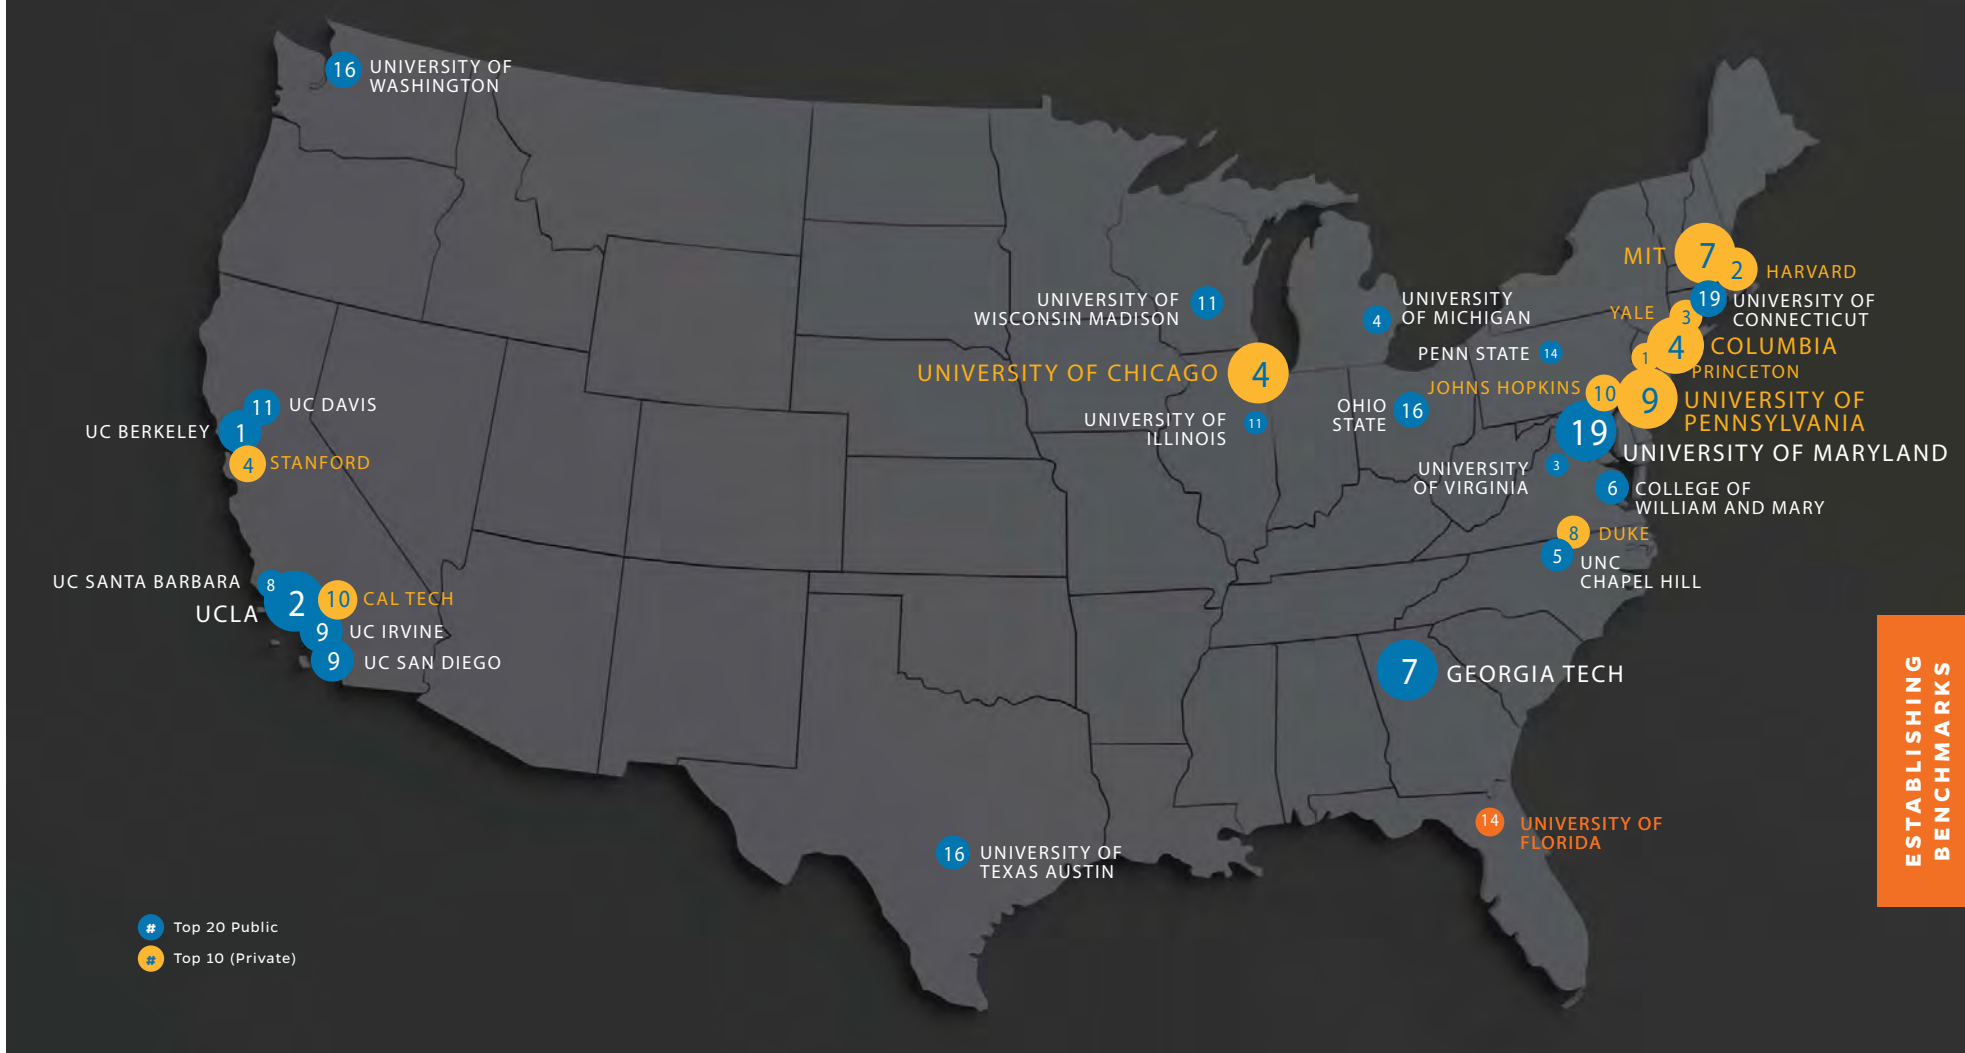 16
UNIVERSITY OF
WASHINGTON
MIT
7
2
HARVARD
UNIVERSITY OF
WISCONSIN MADISON
11
4
UNIVERSITY
OF MICHIGAN
YALE
3
19
UNIVERSITY OF
CONNECTICUT
PENN STATE
14
1
4
COLUMBIA
PRINCETON
UNIVERSITY OF CHICAGO
4
JOHNS HOPKINS
10
9
UNIVERSITY OF
PENNSYLVANIA
11
UC DAVIS
UC BERKELEY
1
4
STANFORD
UNIVERSITY OF
ILLINOIS
11
OHIO
STATE
16
19
UNIVERSITY OF MARYLAND
UNIVERSITY
OF VIRGINIA
3
6
COLLEGE OF
WILLIAM AND MARY
8
DUKE
5
UNC
CHAPEL HILL
UC SANTA BARBARA
8
UCLA
2
10
CAL TECH
9
UC IRVINE
9
UC SAN DIEGO
7
GEORGIA TECH
14
UNIVERSITY OF
FLORIDA
16
UNIVERSITY OF
TEXAS AUSTIN
ESTABLISHING
BENCHMARKS
# Top 20 Public
# Top 10 (Private)